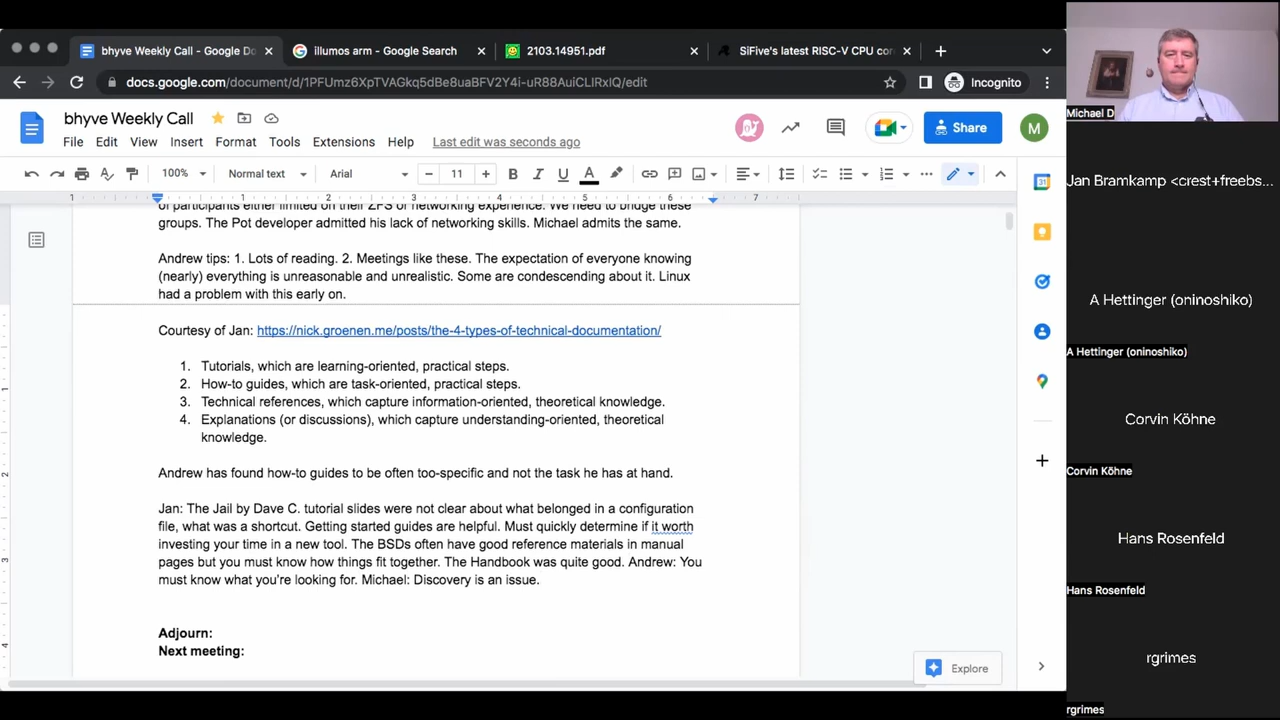 bhyve Weekly Call - Google Do
illumos arm - Google Search
2103.14951.pdf
SiFive's latest RISC-V CPU cor
docs.google.com/document/d/1PFUmz6XpTVAGkq5dBe8uaBFV2Y4i-uR88AuiCLlRxIQ/edit
Incognito
bhyve Weekly Call
Share
M
File Edit View Insert Format Tools Extensions Help Last edit was seconds ago
100% Normal text Arial 11 B I U A
1 1 2 3 4 5 6 7
of participants either limited on their ZFS or networking experience. We need to bridge these
groups. The Pot developer admitted his lack of networking skills. Michael admits the same.
Andrew tips: 1. Lots of reading. 2. Meetings like these. The expectation of everyone knowing
(nearly) everything is unreasonable and unrealistic. Some are condescending about it. Linux
had a problem with this early on.
Courtesy of Jan: https://nick.groenen.me/posts/the-4-types-of-technical-documentation/
1. Tutorials, which are learning-oriented, practical steps.
2. How-to guides, which are task-oriented, practical steps.
3. Technical references, which capture information-oriented, theoretical knowledge.
4. Explanations (or discussions), which capture understanding-oriented, theoretical
knowledge.
Andrew has found how-to guides to be often too-specific and not the task he has at hand.
Jan: The Jail by Dave C. tutorial slides were not clear about what belonged in a configuration
file, what was a shortcut. Getting started guides are helpful. Must quickly determine if it worth
investing your time in a new tool. The BSDs often have good reference materials in manual
pages but you must know how things fit together. The Handbook was quite good. Andrew: You
must know what you're looking for. Michael: Discovery is an issue.
Adjourn:
Next meeting:
Explore
1
2
3
4
31
Michael D
Jan Bramkamp <crest+freebs...
A Hettinger (oninoshiko)
A Hettinger (oninoshiko)
Corvin Köhne
Corvin Köhne
Hans Rosenfeld
Hans Rosenfeld
rgrimes
rgrimes